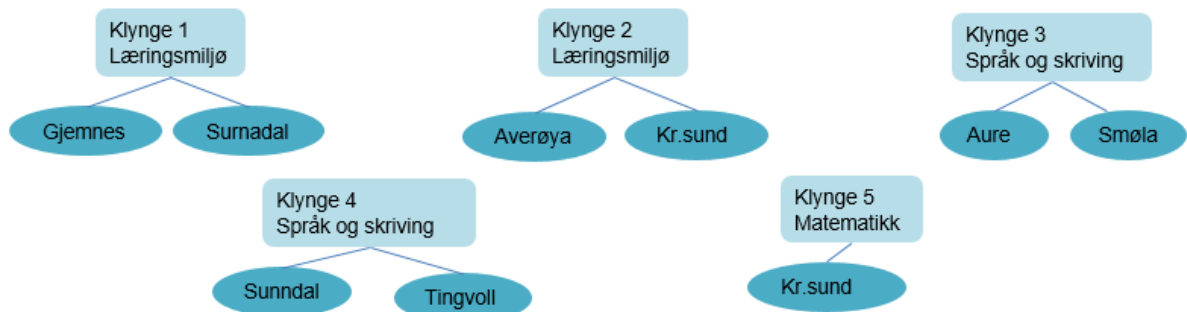 Klynge 1
Læringsmiljø
Gjemnes
Surnadal
Klynge 2
Læringsmiljø
Averøya
Kr.sund
Klynge 3
Språk og skriving
Aure
Smøla
Klynge 4
Språk og skriving
Sunndal
Tingvoll
Klynge 5
Matematikk
Kr.sund